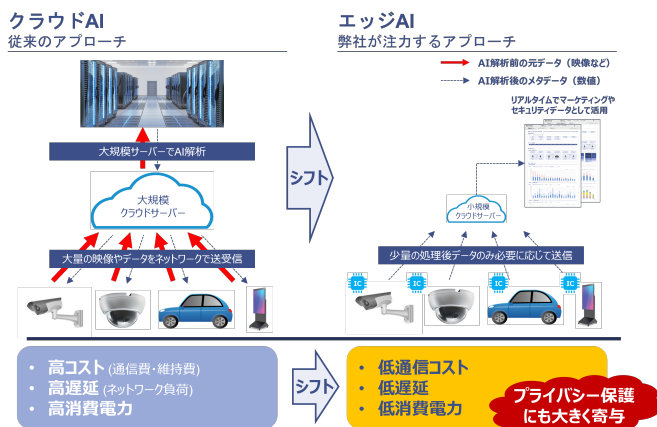 クラウドAI
従来のアプローチ
大規模サーバーでAI解析
大規模
クラウドサーバー
大量の映像やデータをネットワークで送受信
・高コスト (通信費・維持費)
・高遅延 (ネットワーク負荷)
・高消費電力
シフト
シフト
エッジAI
弊社が注力するアプローチ
AI解析前の元データ（映像など）
AI解析後のメタデータ（数値）
リアルタイムでマーケティングや
セキュリティデータとして活用
小規模
クラウドサーバー
少量の処理後データのみ必要に応じて送信
IC
IC
IC
IC
・低通信コスト
・低遅延
・低消費電力
プライバシー保護
にも大きく寄与